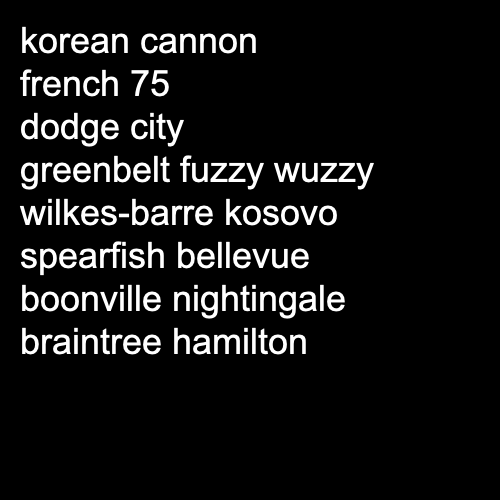 korean cannon
french 75
dodge city
greenbelt fuzzy wuzzy
wilkes-barre kosovo
spearfish bellevue
boonville nightingale
braintree hamilton